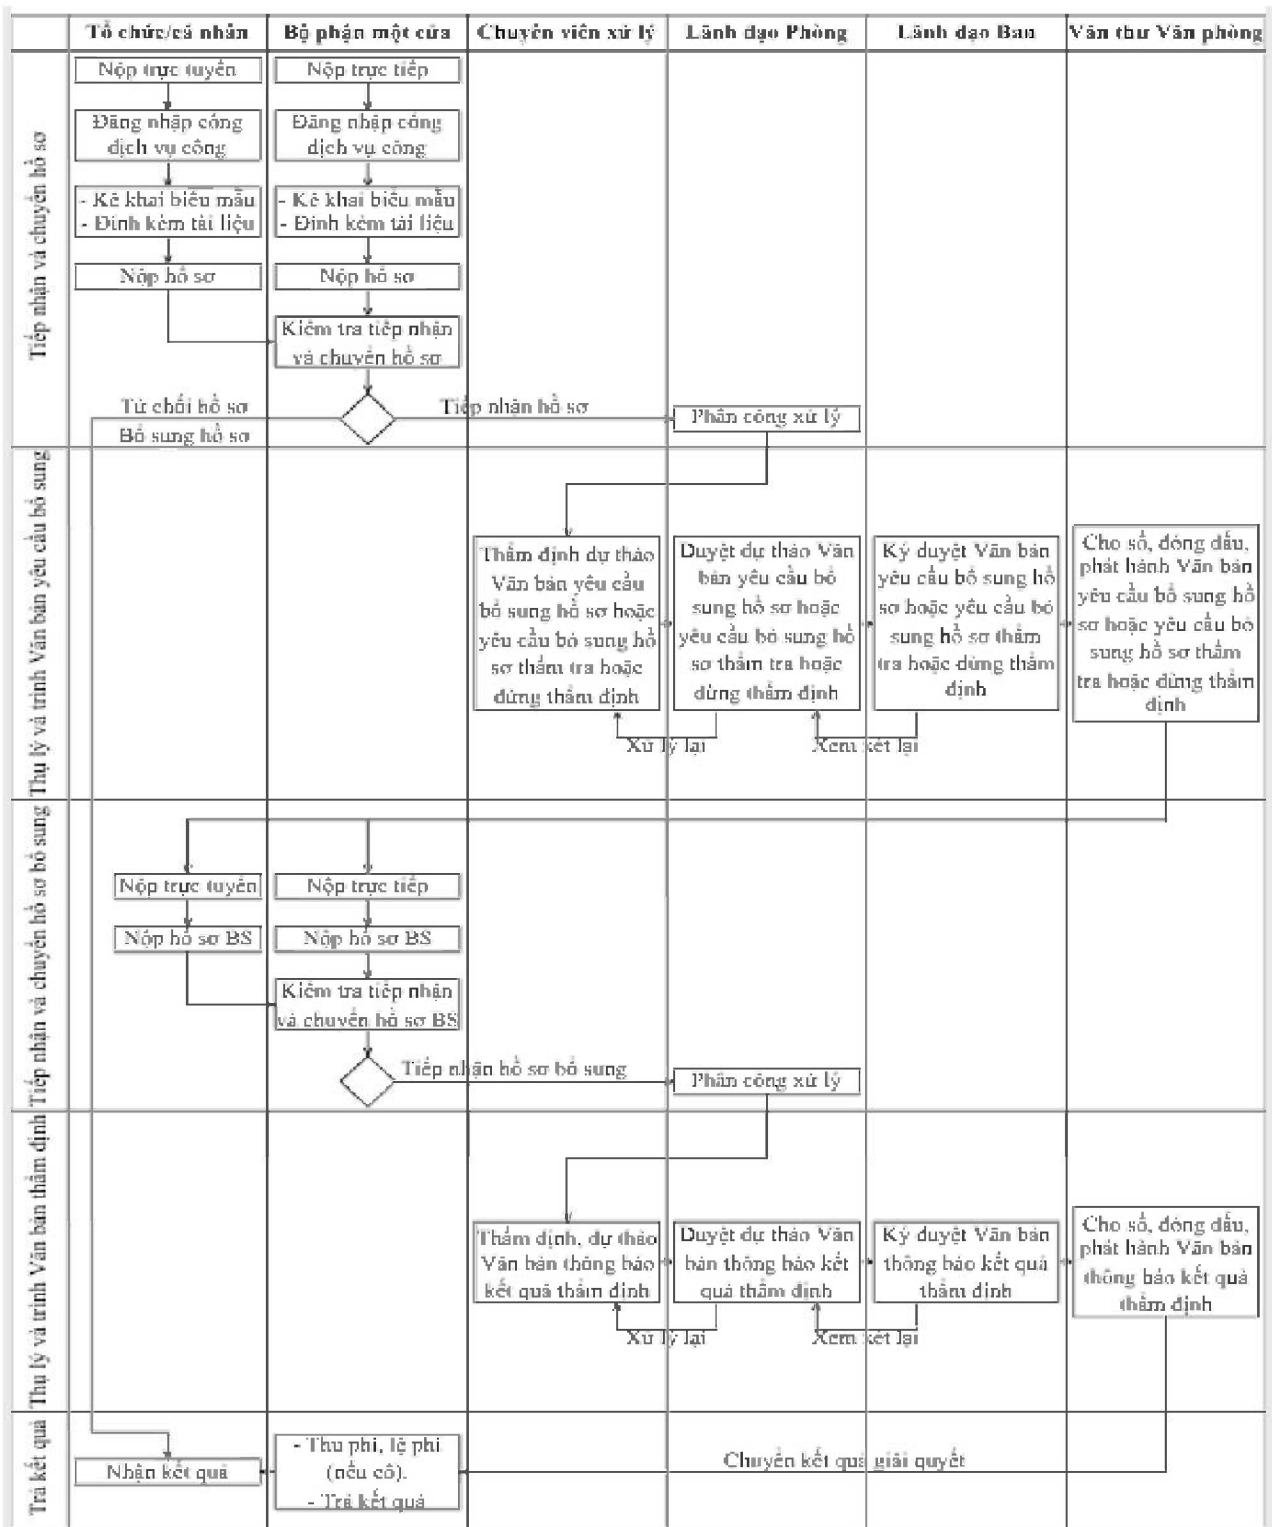 Tổ chức/cá nhân
Bộ phận một cửa
Chuyên viên xử lý
Lãnh đạo Phòng
Lãnh đạo Ban
Văn thư Văn phòng
Tiếp nhận và chuyển hồ sơ
Nộp trực tuyến
Nộp trực tiếp
Đăng nhập cổng
dịch vụ công
Đăng nhập cổng
dịch vụ công
- Kê khai biểu mẫu
- Đính kèm tài liệu
- Kê khai biểu mẫu
- Đính kèm tài liệu
Nộp hồ sơ
Nộp hồ sơ
Kiểm tra tiếp nhận
và chuyển hồ sơ
Từ chối hồ sơ
Bổ sung hồ sơ
Tiếp nhận hồ sơ
Phân công xử lý
Thụ lý và trình Văn bản yêu cầu bổ sung
Thẩm định dự thảo
Văn bản yêu cầu
bổ sung hồ sơ hoặc
yêu cầu bỏ sung hồ
sơ thẩm tra hoặc
dừng thẩm định
Duyệt dự thảo Văn
bản yêu cầu bổ
sung hồ sơ hoặc
yêu cầu bỏ sung hồ
sơ thẩm tra hoặc
dừng thẩm định
Ký duyệt Văn bản
yêu cầu bổ sung hồ
sơ hoặc yêu cầu bỏ
sung hồ sơ thẩm
tra hoặc dừng thẩm
định
Cho số, đóng dấu,
phát hành Văn bản
yêu cầu bổ sung hồ
sơ hoặc yêu cầu bỏ
sung hồ sơ thẩm
tra hoặc dừng thẩm
định
Xử lý lại
Xem xét lại
Tiếp nhận và chuyển hồ sơ bổ sung
Nộp trực tuyến
Nộp trực tiếp
Nộp hồ sơ BS
Nộp hồ sơ BS
Kiểm tra tiếp nhận
và chuyển hồ sơ BS
Tiếp nhận hồ sơ bổ sung
Phân công xử lý
Thụ lý và trình Văn bản thẩm định
Thẩm định, dự thảo
Văn bản thông báo
kết quả thẩm định
Duyệt dự thảo Văn
bản thông báo kết
quả thẩm định
Ký duyệt Văn bản
thông báo kết quả
thẩm định
Cho số, đóng dấu,
phát hành Văn bản
thông báo kết quả
thẩm định
Xử lý lại
Xem xét lại
Trả kết quả
Nhận kết quả
- Thu phí, lệ phí
(nếu có).
- Trả kết quả
Chuyển kết quả giải quyết